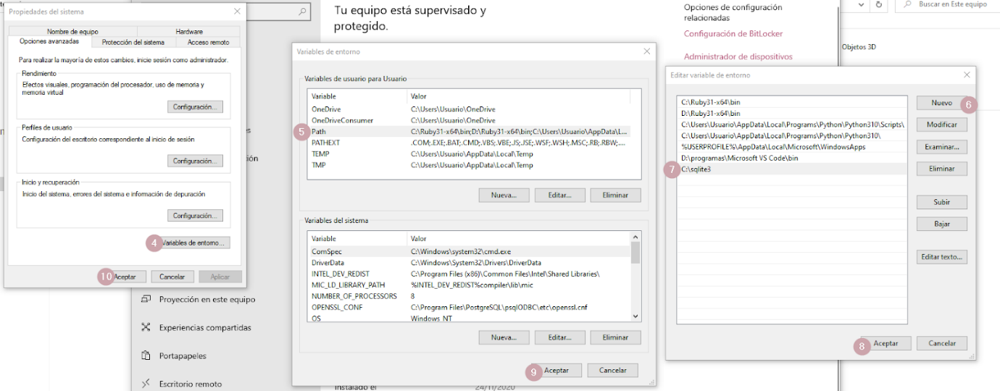 Propiedades del sistema
Nombre de equipo
Hardware
Opciones avanzadas
Protección del sistema
Acceso remoto
Para realizar la mayoría de estos cambios, inicie sesión como administrador.
Rendimiento
Efectos visuales, programación del procesador, uso de memoria y
memoria virtual
Configuración...
Perfiles de usuario
Configuración del escritorio correspondiente al inicio de sesión
Configuración...
Inicio y recuperación
Inicio del sistema, errores del sistema e información de depuración
Configuración...
4 Variables de entorno...
10 Aceptar
Cancelar
Aplicar
Proyección en este equipo
Experiencias compartidas
Portapapeles
Escritorio remoto
Tu equipo está supervisado y
protegido.
Variables de entorno
Variables de usuario para Usuario
Variable Valor
OneDrive C:\Users\Usuario\OneDrive
OneDriveConsumer C:\Users\Usuario\OneDrive
5 Path C:\Ruby31-x64\bin;D:\Ruby31-x64\bin;C:\Users\Usuario\AppData\L...
PATHEXT .COM;.EXE;.BAT;.CMD;.VBS;.VBE;.JS;.JSE;.WSF;.WSH;.MSC;.RB;.RBW;...
TEMP C:\Users\Usuario\AppData\Local\Temp
TMP C:\Users\Usuario\AppData\Local\Temp
Nueva...
Editar...
Eliminar
Variables del sistema
Variable Valor
ComSpec C:\Windows\system32\cmd.exe
DriverData C:\Windows\System32\Drivers\DriverData
INTEL_DEV_REDIST C:\Program Files (x86)\Common Files\Intel\Shared Libraries\
MIC_LD_LIBRARY_PATH %INTEL_DEV_REDIST%compiler\lib\mic
NUMBER_OF_PROCESSORS 8
OPENSSL_CONF C:\Program Files\PostgreSQL\psqlODBC\etc\openssl.cnf
OS Windows_NT
Nueva...
Editar...
Eliminar
9 Aceptar
Cancelar
Instalado el 24/11/2020
Opciones de configuración
relacionadas
Configuración de BitLocker
Administrador de dispositivos
Buscar en Este equipo
Objetos 3D
Editar variable de entorno
C:\Ruby31-x64\bin
D:\Ruby31-x64\bin
C:\Users\Usuario\AppData\Local\Programs\Python\Python310\Scripts\
C:\Users\Usuario\AppData\Local\Programs\Python\Python310\
%USERPROFILE%\AppData\Local\Microsoft\WindowsApps
D:\programas\Microsoft VS Code\bin
7 C:\sqlite3
Nuevo 6
Modificar
Examinar...
Eliminar
Subir
Bajar
Editar texto...
8 Aceptar
Cancelar